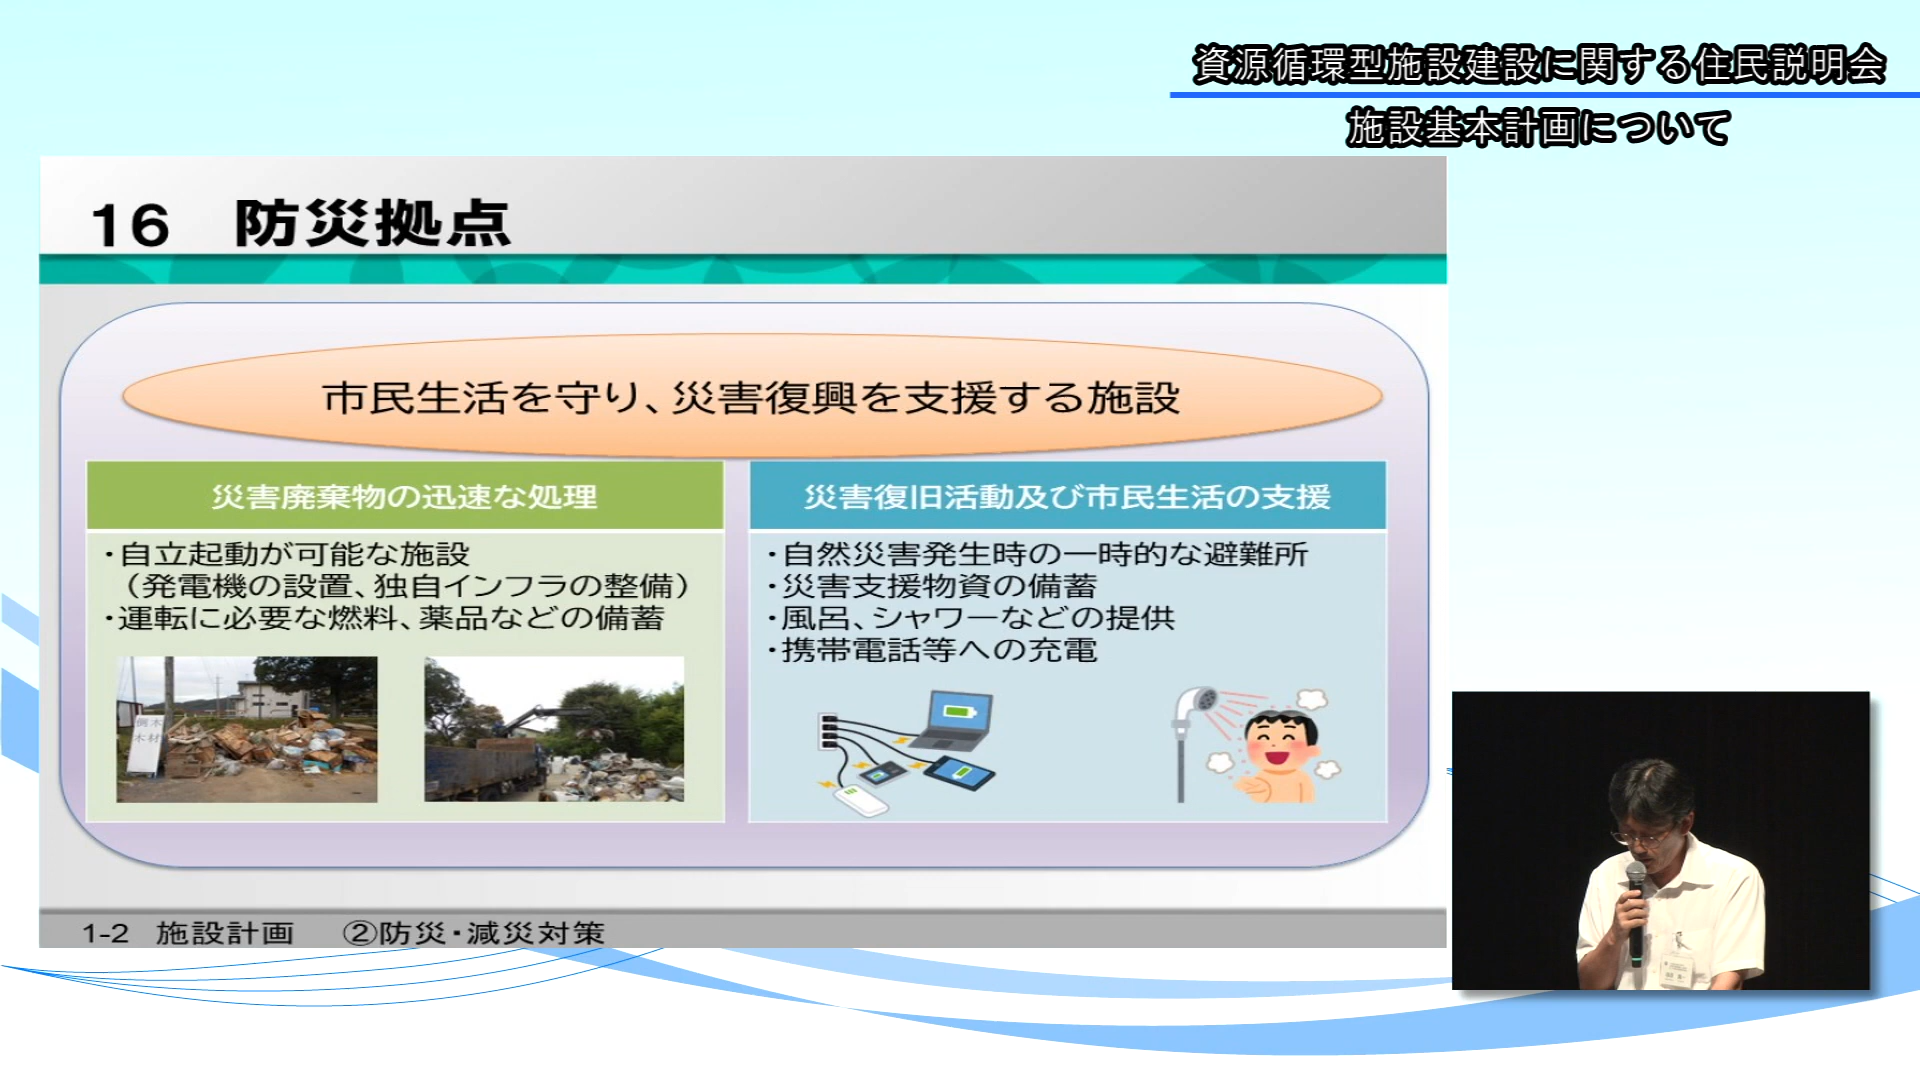 資源循環型施設建設に関する住民説明会
施設基本計画について
16 防災拠点
市民生活を守り、災害復興を支援する施設
災害廃棄物の迅速な処理
・自立起動が可能な施設
（発電機の設置、独自インフラの整備）
・運転に必要な燃料、薬品などの備蓄
災害復旧活動及び市民生活の支援
・自然災害発生時の一時的な避難所
・災害支援物資の備蓄
・風呂、シャワーなどの提供
・携帯電話等への充電
1-2 施設計画 ②防災・減災対策